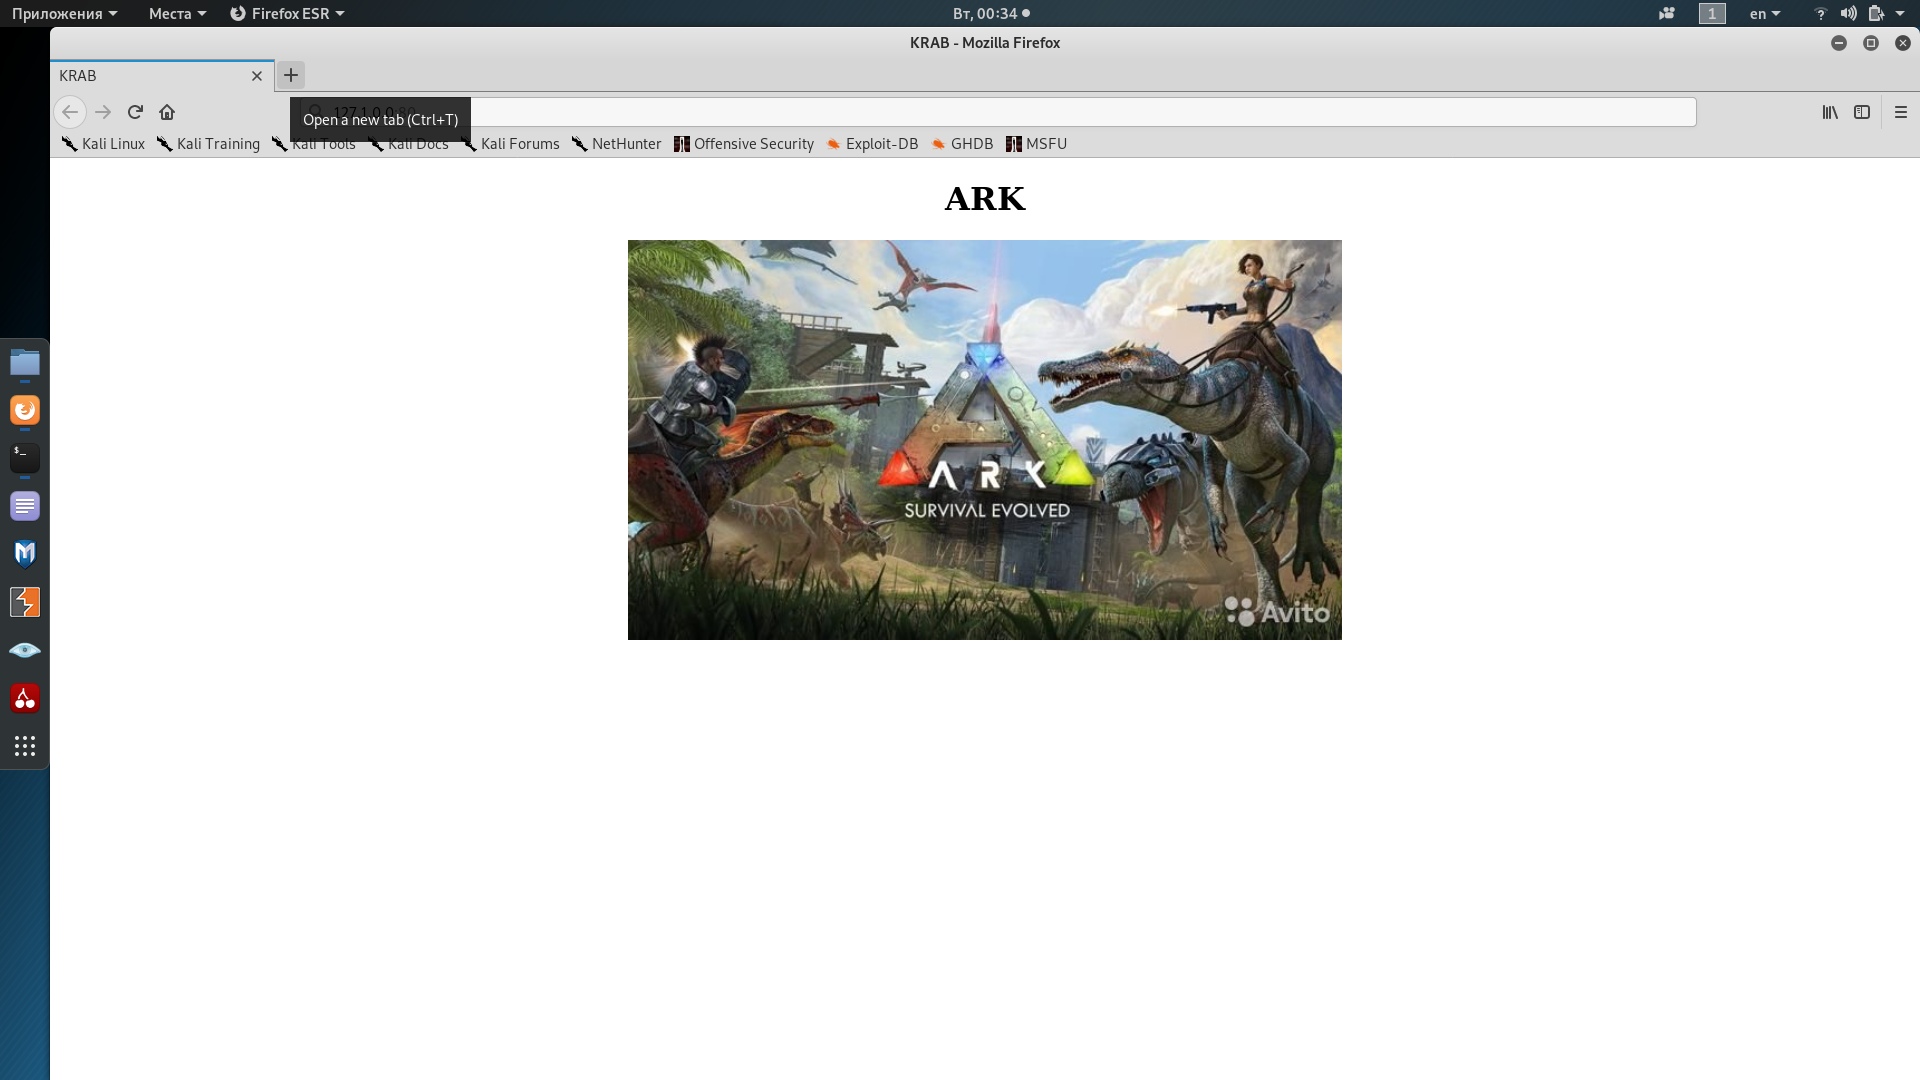 Приложения Места Firefox ESR Вт, 00:34 1 en
KRAB - Mozilla Firefox
KRAB
Open a new tab (Ctrl+T)
Kali Linux Kali Training Kali Tools Kali Docs Kali Forums NetHunter Offensive Security Exploit-DB GHDB MSFU
ARK
ARK
SURVIVAL EVOLVED
Avito